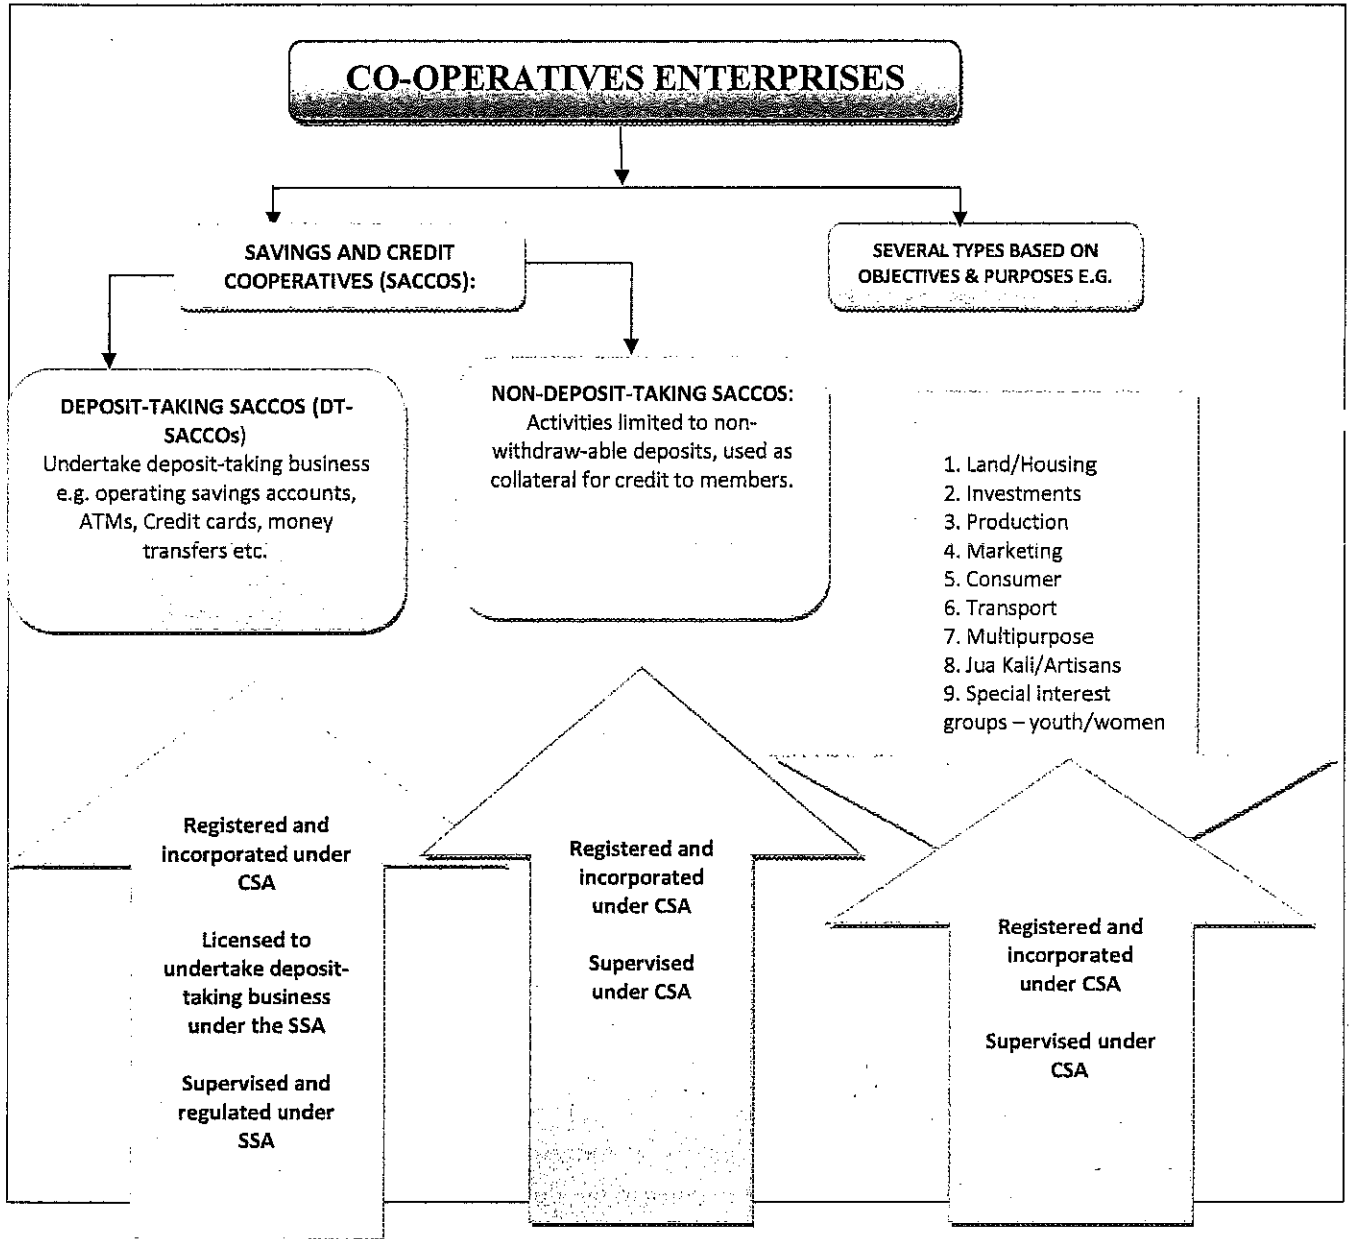 CO-OPERATIVES ENTERPRISES
SAVINGS AND CREDIT
COOPERATIVES (SACCOS):
SEVERAL TYPES BASED ON
OBJECTIVES & PURPOSES E.G.
DEPOSIT-TAKING SACCOS (DT-
SACCOs)
Undertake deposit-taking business
e.g. operating savings accounts,
ATMs, Credit cards, money
transfers etc.
NON-DEPOSIT-TAKING SACCOS:
Activities limited to non-
withdraw-able deposits, used as
collateral for credit to members.
1. Land/Housing
2. Investments
3. Production
4. Marketing
5. Consumer
6. Transport
7. Multipurpose
8. Jua Kali/Artisans
9. Special interest
groups – youth/women
Registered and
incorporated under
CSA
Licensed to
undertake deposit-
taking business
under the SSA
Supervised and
regulated under
SSA
Registered and
incorporated
under CSA
Supervised
under CSA
Registered and
incorporated
under CSA
Supervised under
CSA